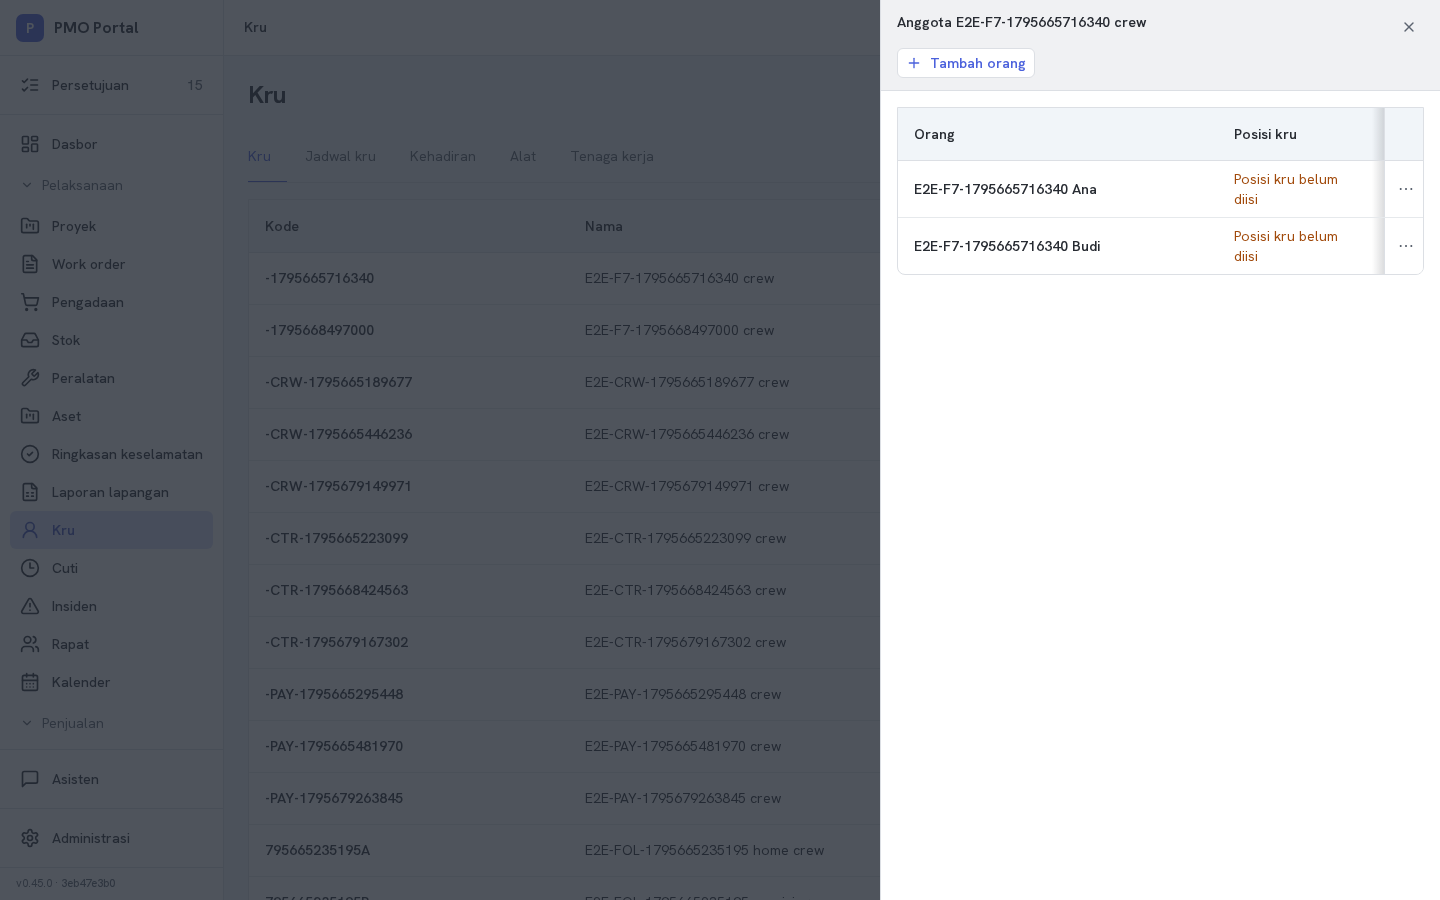 P PMO Portal
Persetujuan 15
Dasbor
Pelaksanaan
Proyek
Work order
Pengadaan
Stok
Peralatan
Aset
Ringkasan keselamatan
Laporan lapangan
Kru
Cuti
Insiden
Rapat
Kalender
Penjualan
Asisten
Administrasi
v0.45.0 · 3eb47e3b0
Kru
Kru
Kru Jadwal kru Kehadiran Alat Tenaga kerja
Kode Nama
-1795665716340 E2E-F7-1795665716340 crew
-1795668497000 E2E-F7-1795668497000 crew
-CRW-1795665189677 E2E-CRW-1795665189677 crew
-CRW-1795665446236 E2E-CRW-1795665446236 crew
-CRW-1795679149971 E2E-CRW-1795679149971 crew
-CTR-1795665223099 E2E-CTR-1795665223099 crew
-CTR-1795668424563 E2E-CTR-1795668424563 crew
-CTR-1795679167302 E2E-CTR-1795679167302 crew
-PAY-1795665295448 E2E-PAY-1795665295448 crew
-PAY-1795665481970 E2E-PAY-1795665481970 crew
-PAY-1795679263845 E2E-PAY-1795679263845 crew
795665235195A E2E-FOL-1795665235195 home crew
Anggota E2E-F7-1795665716340 crew
Tambah orang
Orang Posisi kru
E2E-F7-1795665716340 Ana Posisi kru belum
diisi
E2E-F7-1795665716340 Budi Posisi kru belum
diisi